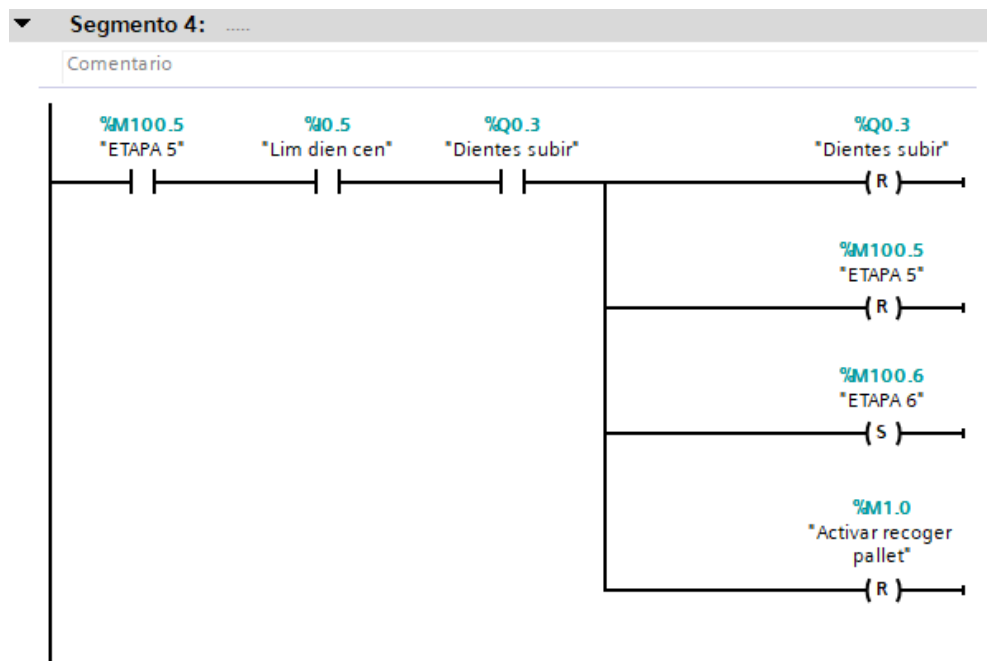 Segmento 4: .....
Comentario
%M100.5 %I0.5 %Q0.3 %Q0.3
"ETAPA 5" "Lim dien cen" "Dientes subir" "Dientes subir"
R
%M100.5
"ETAPA 5"
R
%M100.6
"ETAPA 6"
S
%M1.0
"Activar recoger
pallet"
R